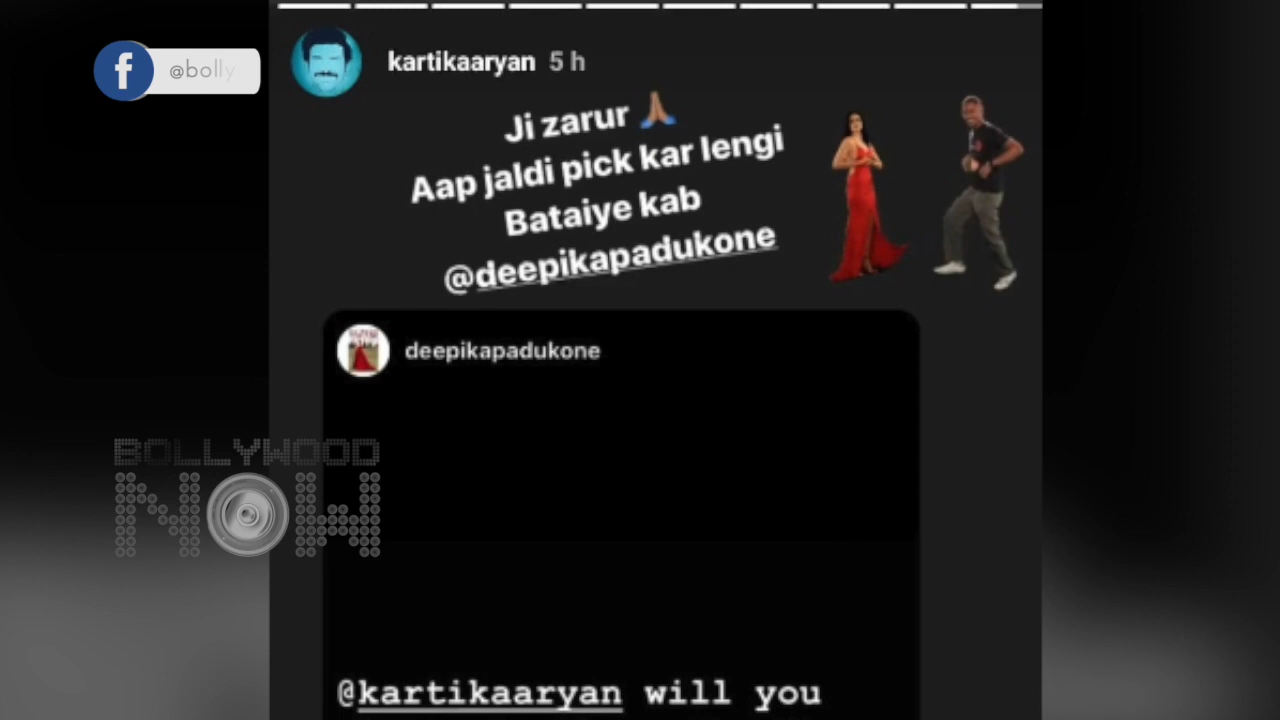 @bolly
kartikaaryan 5 h
Ji zarur 🙏🏽
Aap jaldi pick kar lengi
Bataiye kab
@deepikapadukone
deepikapadukone
BOLLYWOOD
NOW
@kartikaaryan will you